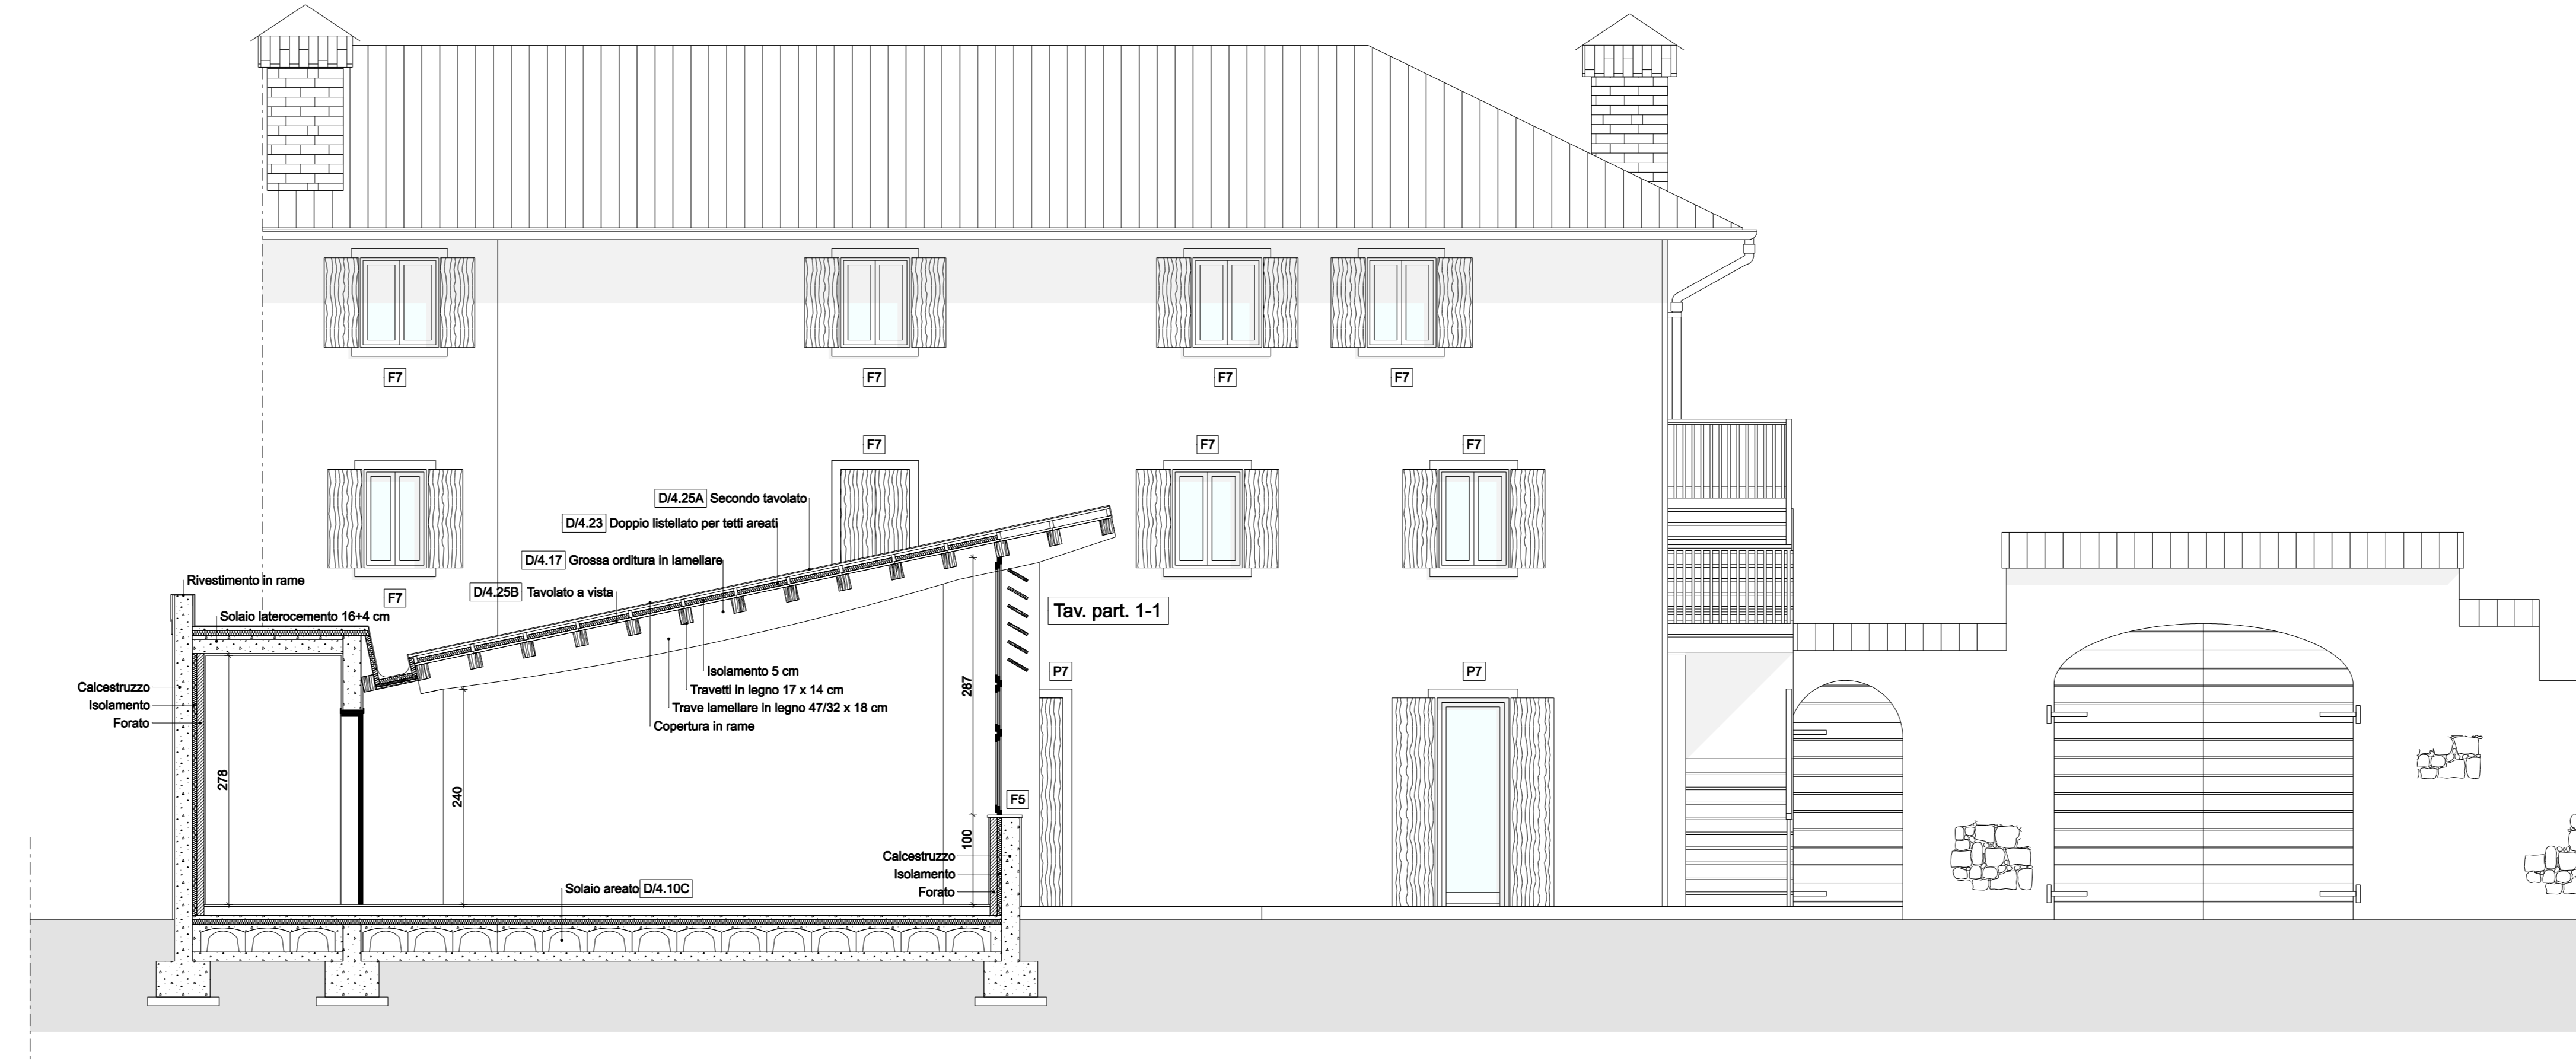 F7
F7
F7
F7
F7
F7
F7
D/4.25A Secondo tavolato
D/4.23 Doppio listellato per tetti areati
D/4.17 Grossa orditura in lamellare
D/4.25B Tavolato a vista
Rivestimento in rame
F7
Solaio laterocemento 16+4 cm
Tav. part. 1-1
Isolamento 5 cm
Travetti in legno 17 x 14 cm
Trave lamellare in legno 47/32 x 18 cm
Copertura in rame
Calcestruzzo
Isolamento
Forato
287
P7
P7
278
240
F5
100
Calcestruzzo
Isolamento
Forato
Solaio areato D/4.10C